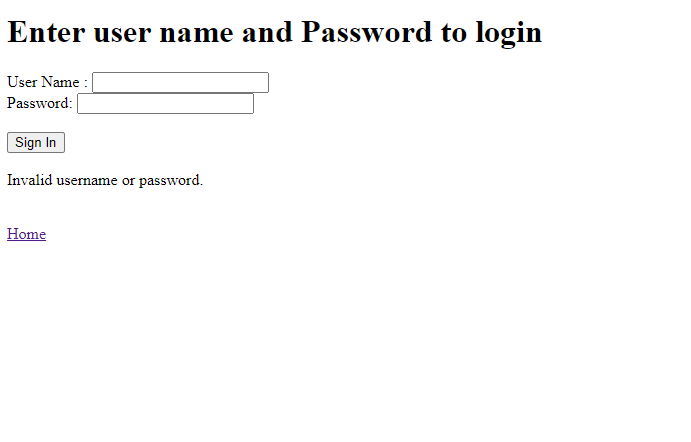 Enter user name and Password to login
User Name :
Password:
Sign In
Invalid username or password.
Home